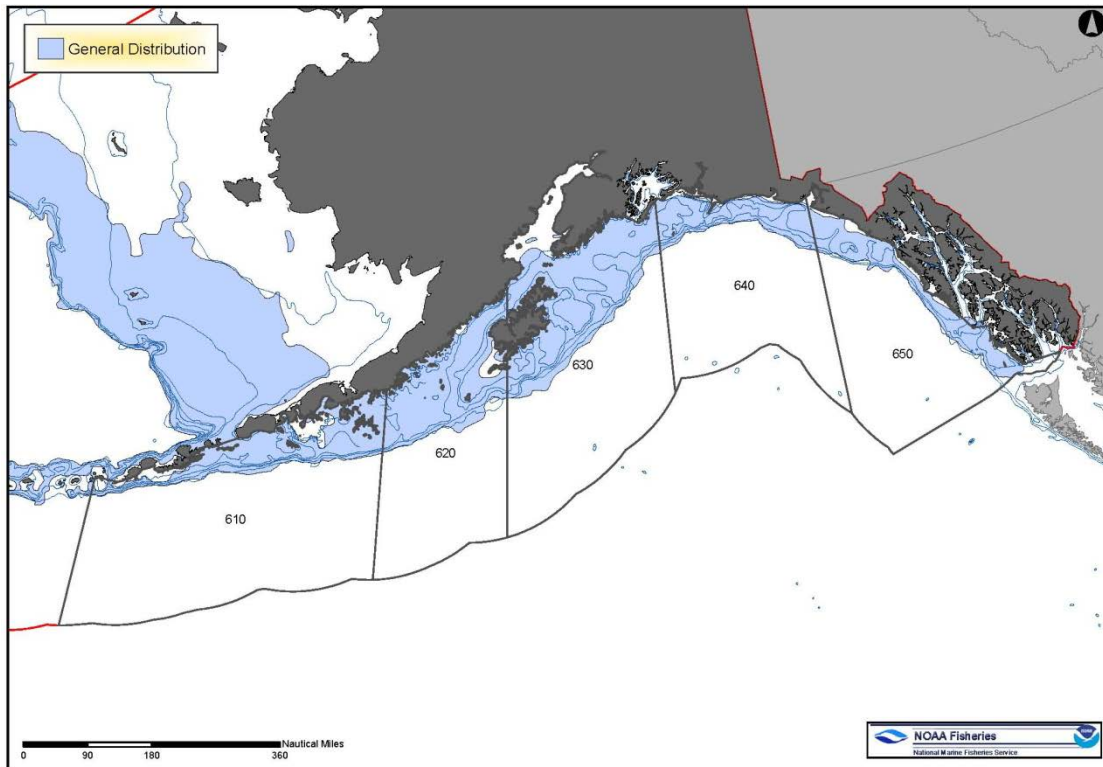 General Distribution
640
650
630
620
610
Nautical Miles
0 90 180 360
NOAA Fisheries
National Marine Fisheries Service